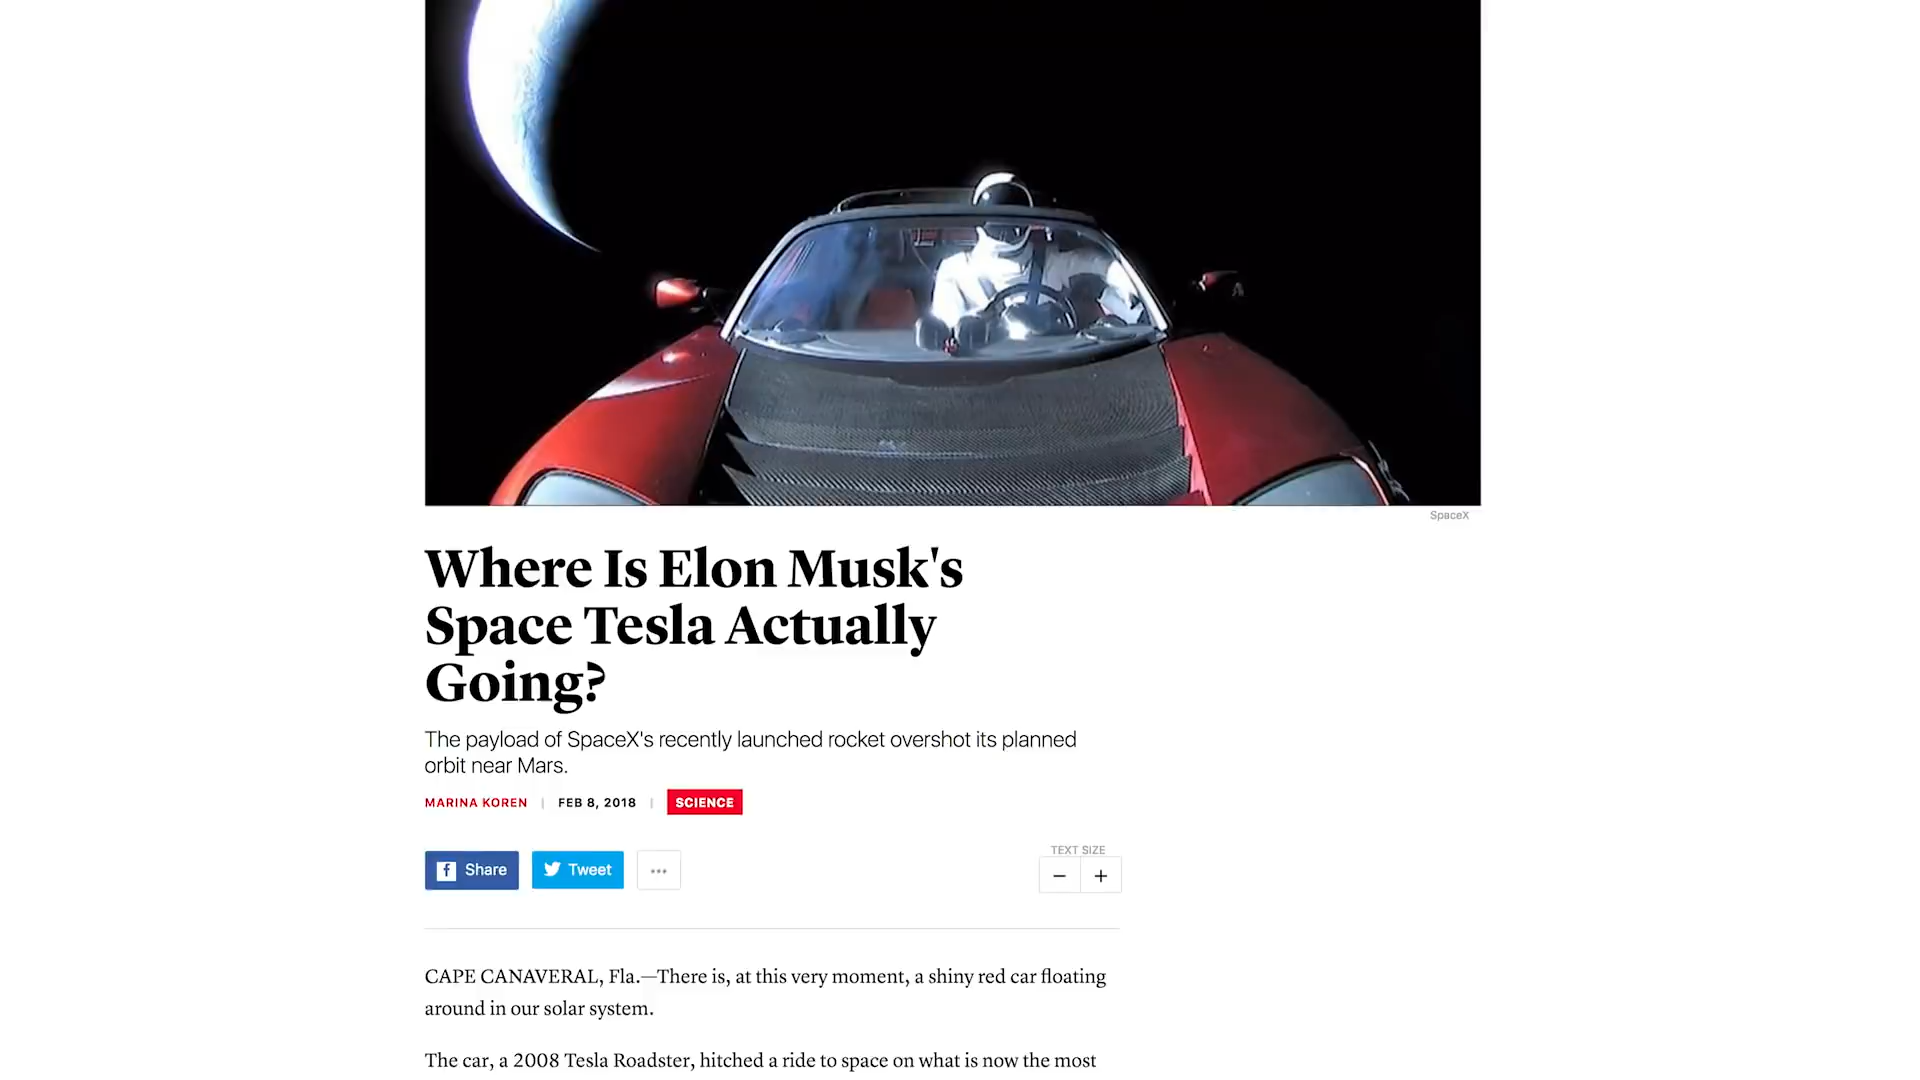 SpaceX
Where Is Elon Musk's
Space Tesla Actually
Going?
The payload of SpaceX's recently launched rocket overshot its planned
orbit near Mars.
MARINA KOREN | FEB 8, 2018 | SCIENCE
Share Tweet ...
TEXT SIZE
− +
CAPE CANAVERAL, Fla.—There is, at this very moment, a shiny red car floating
around in our solar system.
The car, a 2008 Tesla Roadster, hitched a ride to space on what is now the most